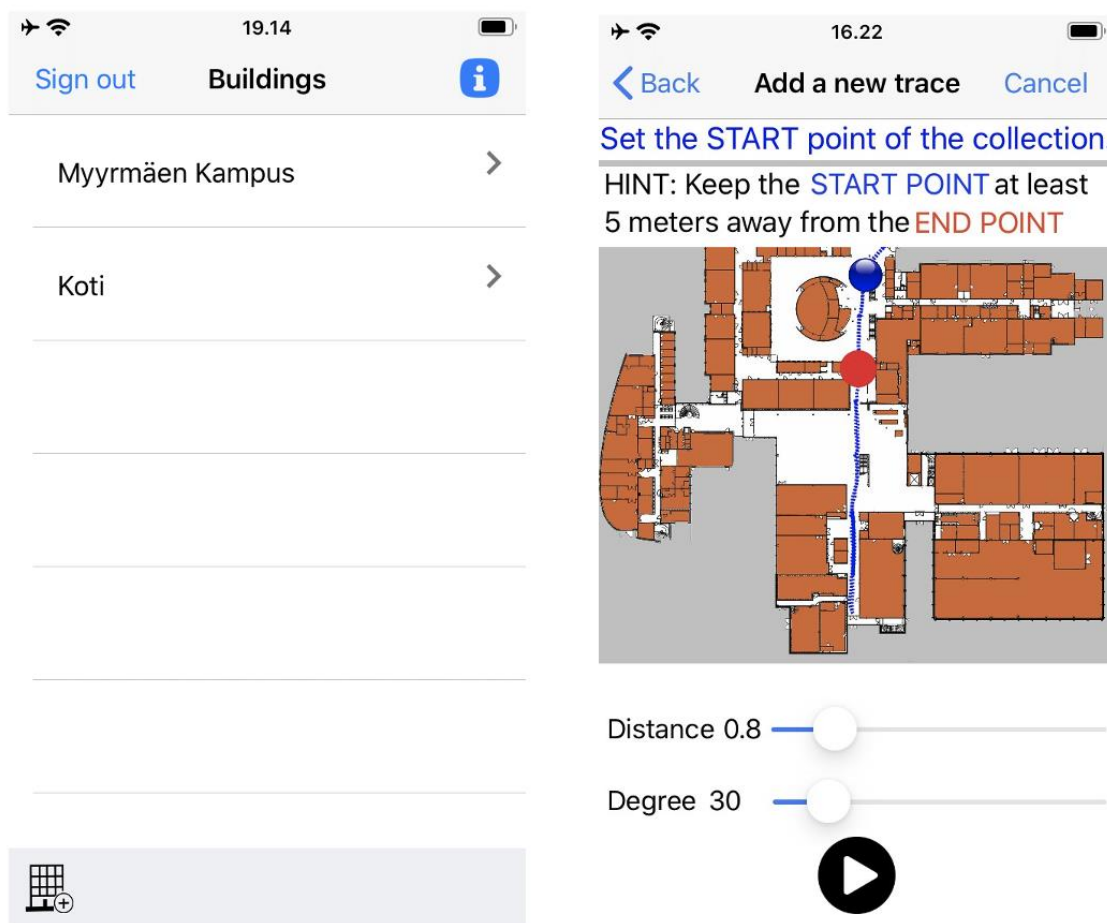 19.14
Sign out Buildings
Myyrmäen Kampus
Koti
16.22
Back Add a new trace Cancel
Set the START point of the collection.
HINT: Keep the START POINT at least
5 meters away from the END POINT
Distance 0.8
Degree 30